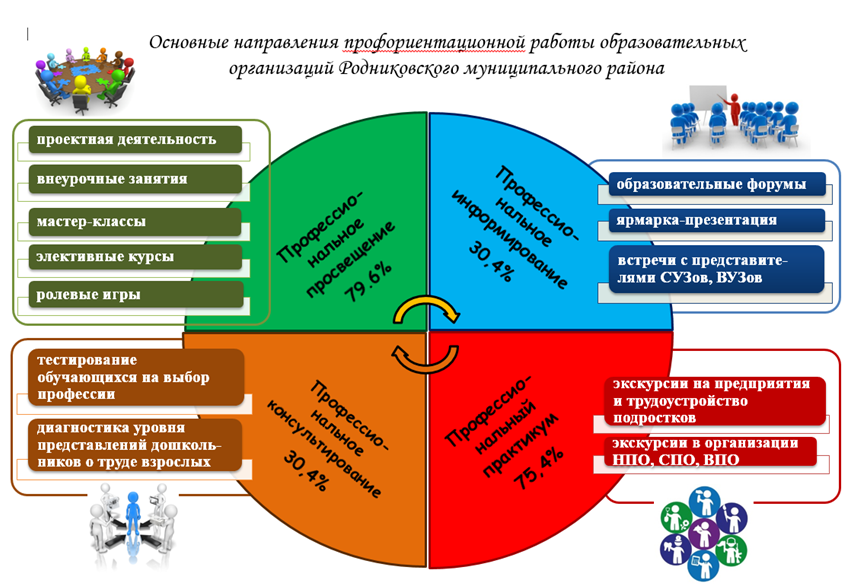 Основные направления профориентационной работы образовательных
организаций Родниковского муниципального района
проектная деятельность
внеурочные занятия
мастер-классы
элективные курсы
ролевые игры
Профессио-
нальное
просвещение
79.6%
Профессио-
нальное
информирование
30,4%
образовательные форумы
ярмарка-презентация
встречи с представите-
лями СУЗов, ВУЗов
тестирование
обучающихся на выбор
профессии
диагностика уровня
представлений дошколь-
ников о труде взрослых
Профессио-
нальное
консультирование
30,4%
Профессио-
нальный
практикум
75,4%
экскурсии на предприятия
и трудоустройство
подростков
экскурсии в организации
НПО, СПО, ВПО